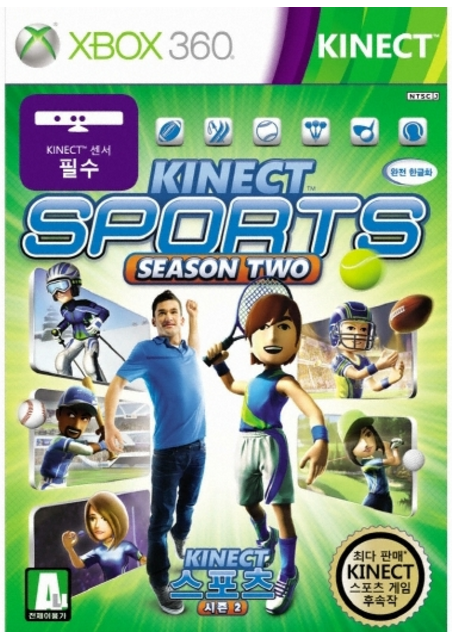 XBOX 360.
KINECT™
NTSC-J
KINECT™ 센서
필수
완전 한글화
KINECT™
SPORTS
SEASON TWO
KINECT
스포츠
시즌 2
최다 판매*
KINECT
스포츠 게임
후속작
전체이용가